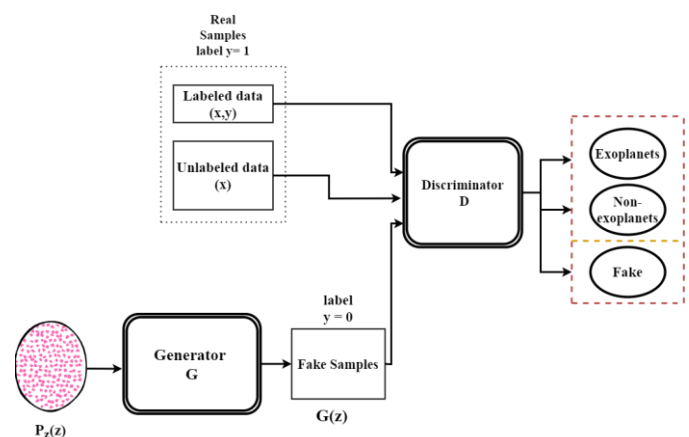 Real
Samples
label y= 1
Labeled data
(x,y)
Unlabeled data
(x)
Discriminator
D
Exoplanets
Non-
exoplanets
Fake
label
y = 0
Generator
G
Fake Samples
G(z)
Pz(z)